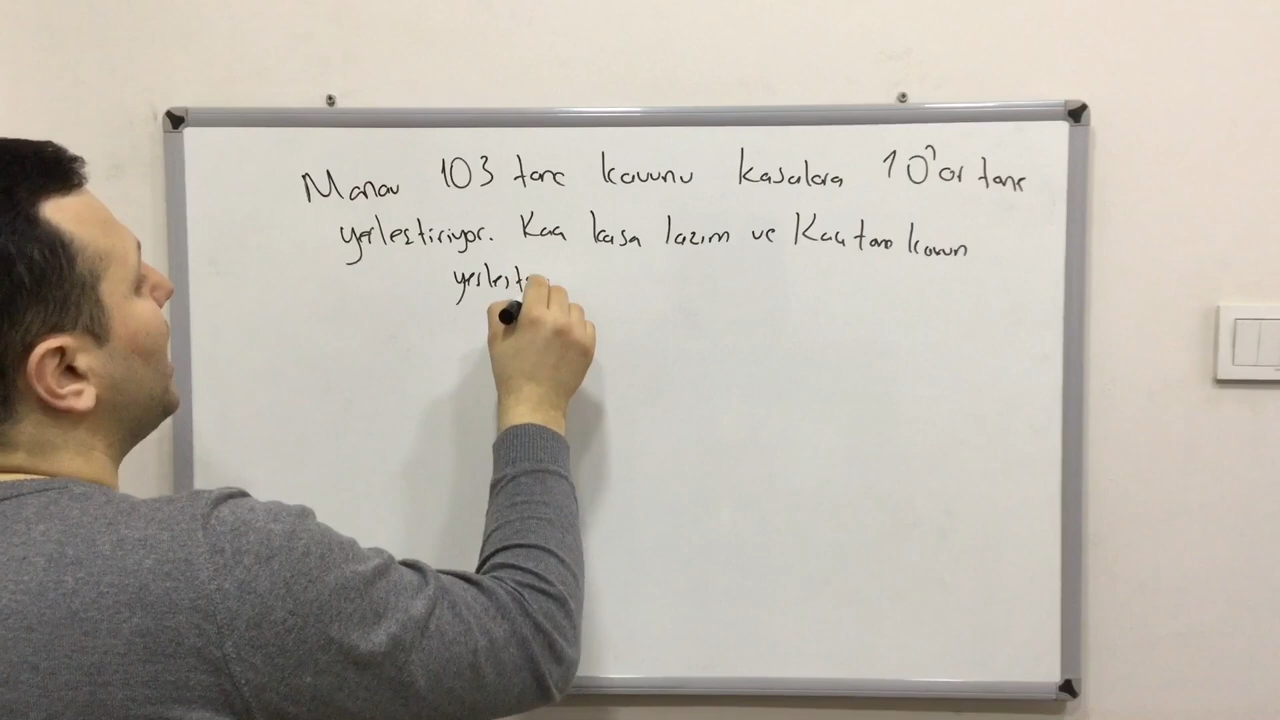 Manav 103 tane kavunu kasalara 10'ar tane
yerleştiriyor. Kaç kasa lazım ve Kaç tane kavun
yerleşt